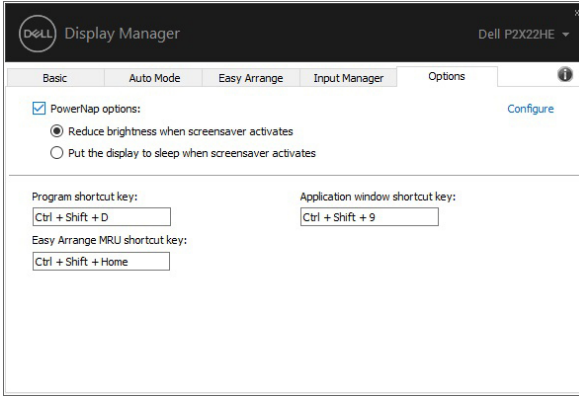 DELL Display Manager
Dell P2X22HE
Basic Auto Mode Easy Arrange Input Manager Options
PowerNap options:
Configure
Reduce brightness when screensaver activates
Put the display to sleep when screensaver activates
Program shortcut key:
Application window shortcut key:
Ctrl + Shift + D
Ctrl + Shift + 9
Easy Arrange MRU shortcut key:
Ctrl + Shift + Home